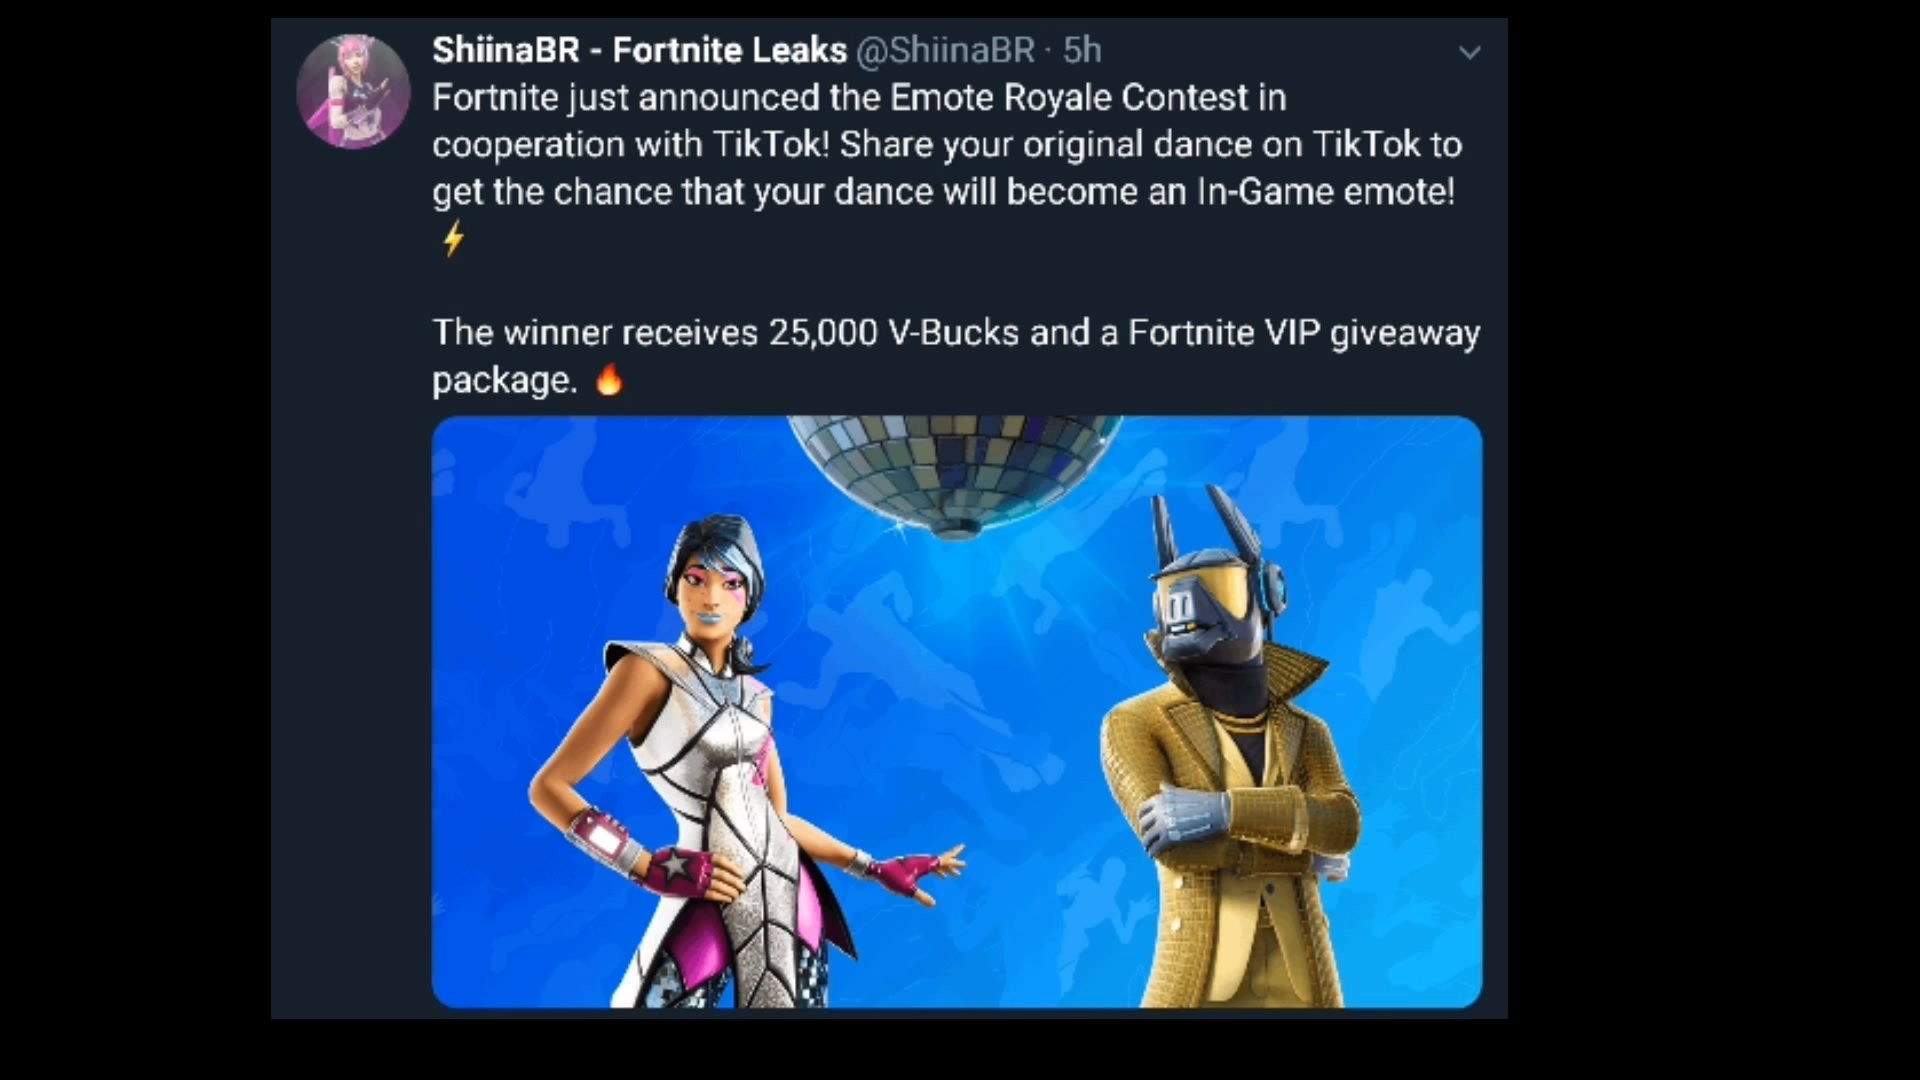 ShiinaBR - Fortnite Leaks @ShiinaBR · 5h
Fortnite just announced the Emote Royale Contest in
cooperation with TikTok! Share your original dance on TikTok to
get the chance that your dance will become an In-Game emote!
⚡
The winner receives 25,000 V-Bucks and a Fortnite VIP giveaway
package. 🔥